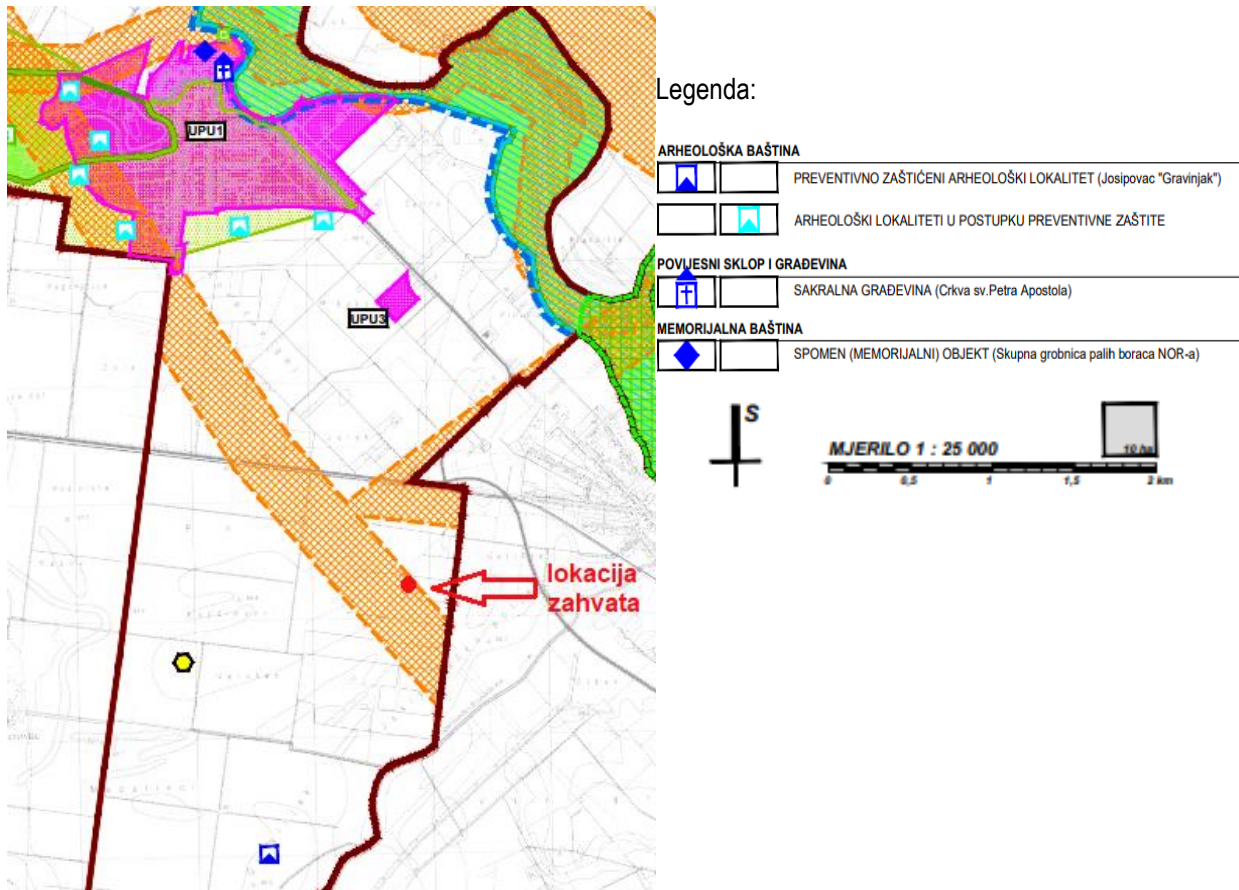 UPU1
UPU3
lokacija
zahvata
Legenda:
ARHEOLOŠKA BAŠTINA
PREVENTIVNO ZAŠTIĆENI ARHEOLOŠKI LOKALITET (Josipovac "Gravinjak")
ARHEOLOŠKI LOKALITETI U POSTUPKU PREVENTIVNE ZAŠTITE
POVIJESNI SKLOP I GRAĐEVINA
SAKRALNA GRAĐEVINA (Crkva sv.Petra Apostola)
MEMORIJALNA BAŠTINA
SPOMEN (MEMORIJALNI) OBJEKT (Skupna grobnica palih boraca NOR-a)
S
MJERILO 1 : 25 000
10 ha
0 0,5 1 1,5 2 km